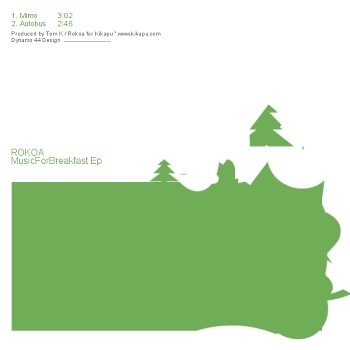 1. Mimo 3:02
2. Autobus 2:46
Produced by Tom K / Rokoa for Kikapu * www.kikapu.com
Dynamo 44 Design
ROKOA
MusicForBreakfast Ep